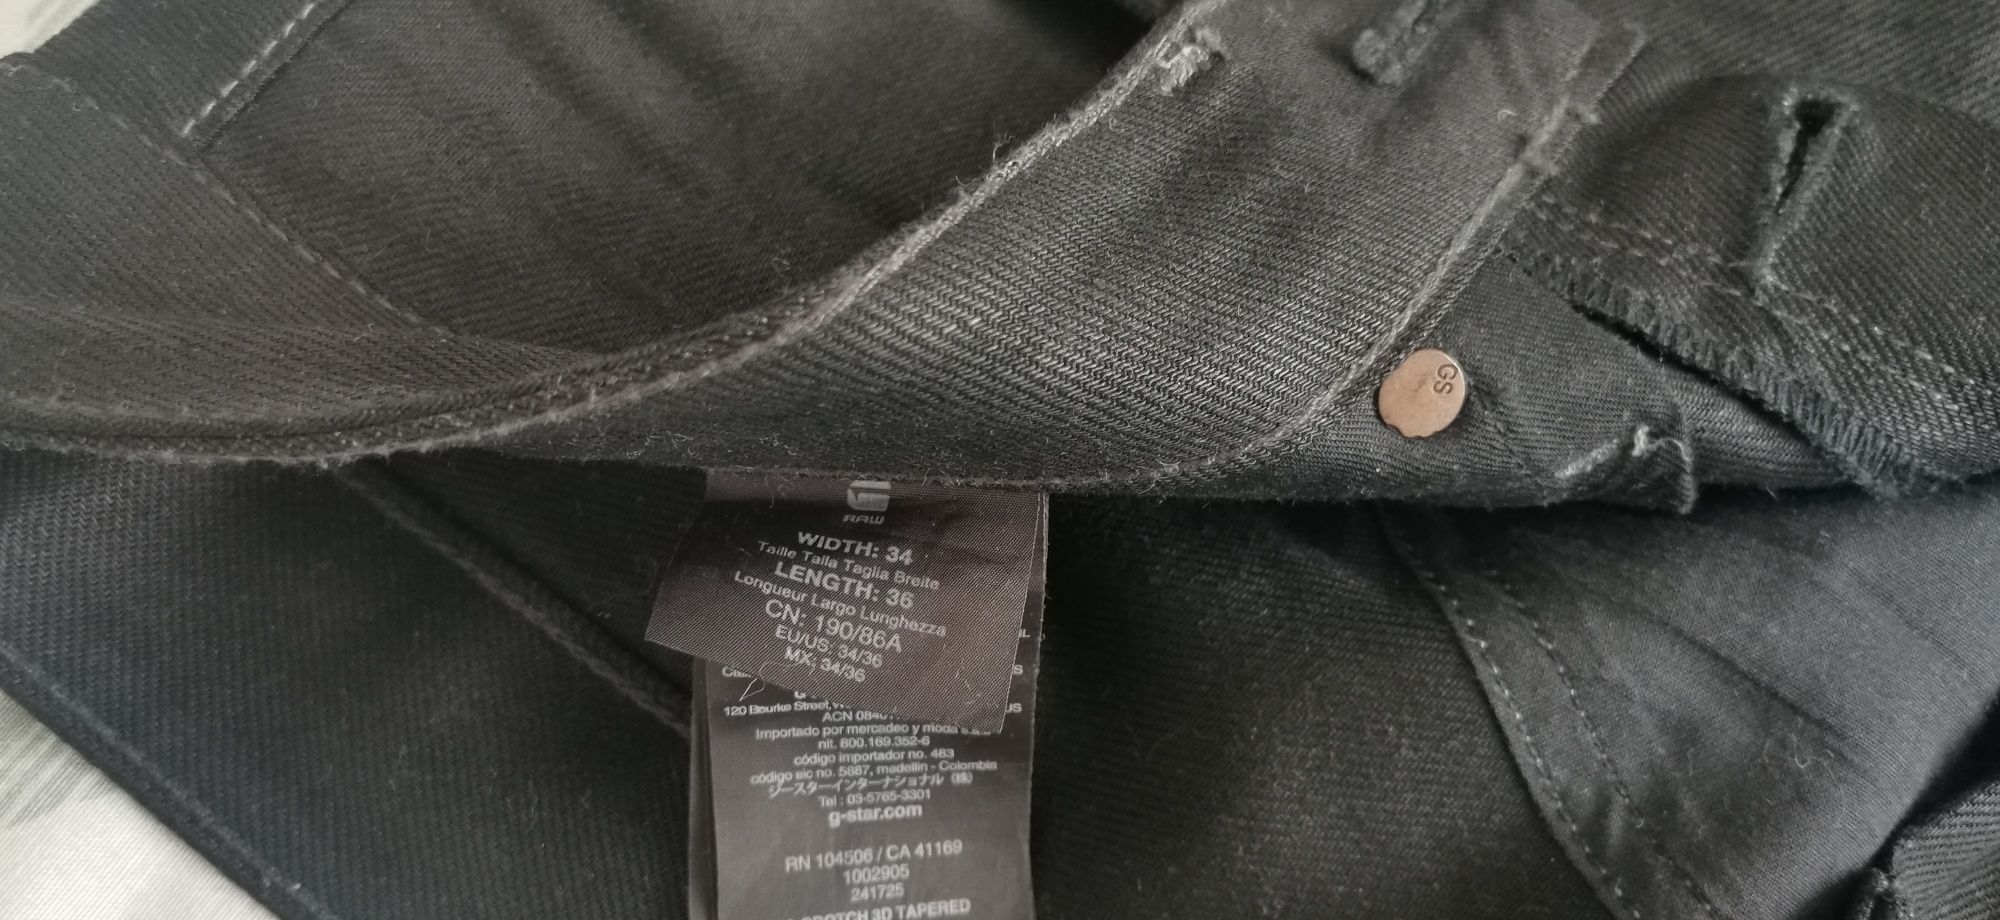 RAW
WIDTH: 34
Taille Talla Taglia Breite
LENGTH: 36
Longueur Largo Lunghezza
CN: 190/86A
EU/US: 34/36
MX: 34/36
120 Bourke Street,
ACN
Importado por mercadeo y moda
nit. 800.169.352-6
código importador no. 483
código sic no. 5887, medellin - Colombia
ジースターインターナショナル (株)
Tel : 03-5765-3301
g-star.com
RN 104506 / CA 41169
1002905
241725
CROTCH 3D TAPERED
GS